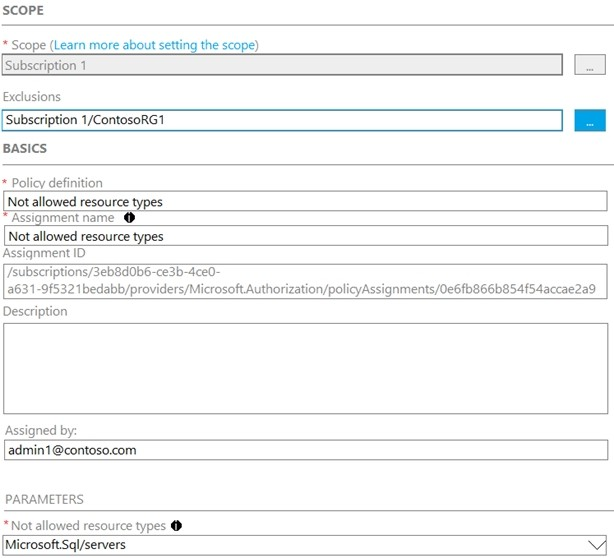 SCOPE
* Scope (Learn more about setting the scope)
Subscription 1
...
Exclusions
Subscription 1/ContosoRG1
...
BASICS
* Policy definition
Not allowed resource types
* Assignment name
Not allowed resource types
Assignment ID
/subscriptions/3eb8d0b6-ce3b-4ce0-
a631-9f5321bedabb/providers/Microsoft.Authorization/policyAssignments/0e6fb866b854f54accae2a9
Description
Assigned by:
admin1@contoso.com
PARAMETERS
* Not allowed resource types
Microsoft.Sql/servers